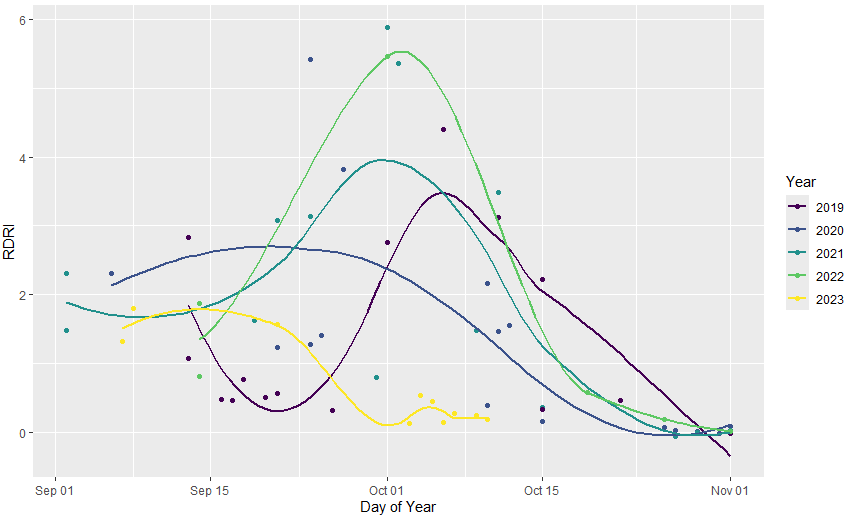 6
4
2
0
RDRI
Sep 01
Sep 15
Oct 01
Oct 15
Nov 01
Day of Year
Year
2019
2020
2021
2022
2023